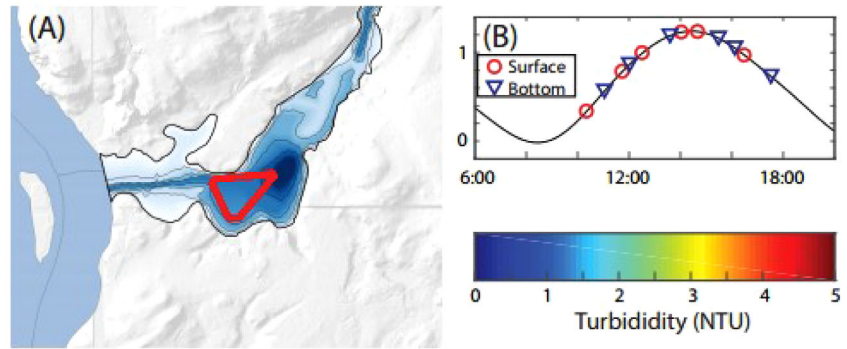 (A)
(B)
1
0
Surface
Bottom
6:00 12:00 18:00
0 1 2 3 4 5
Turbididity (NTU)